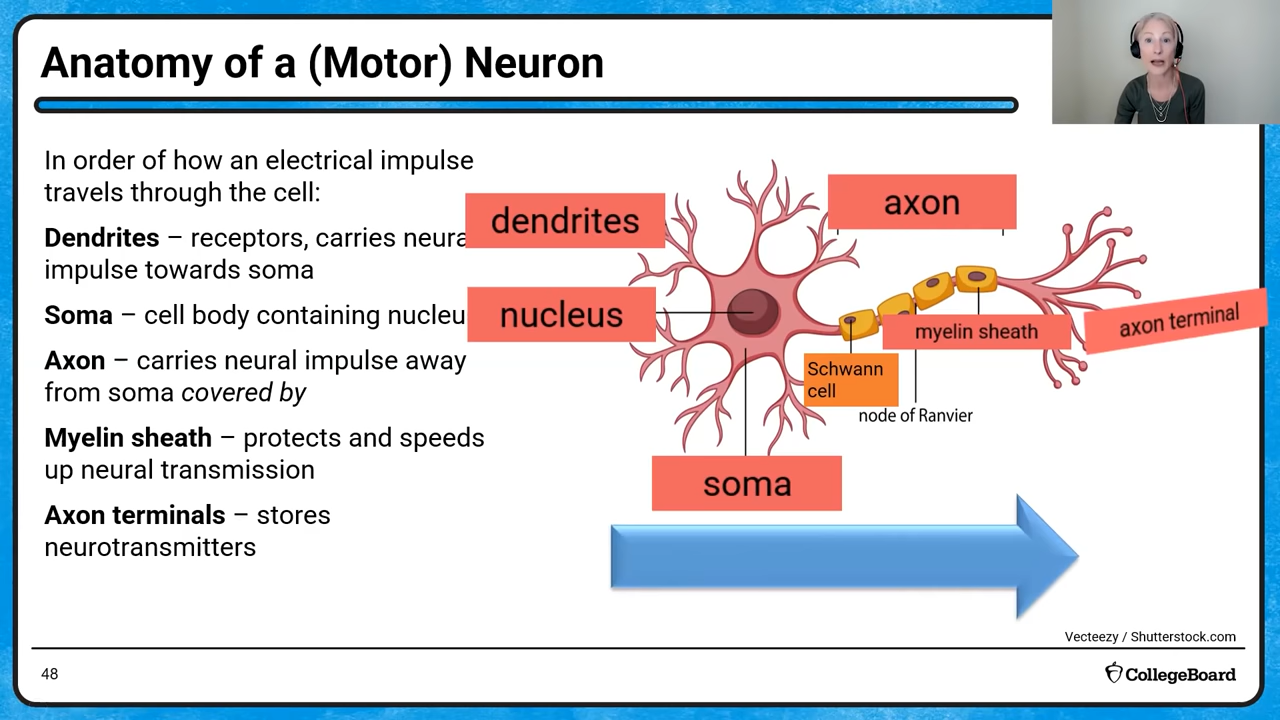 Anatomy of a (Motor) Neuron
In order of how an electrical impulse
travels through the cell:
Dendrites – receptors, carries neura
impulse towards soma
Soma – cell body containing nucleu
Axon – carries neural impulse away
from soma covered by
Myelin sheath – protects and speeds
up neural transmission
Axon terminals – stores
neurotransmitters
dendrites
axon
nucleus
myelin sheath
axon terminal
Schwann
cell
node of Ranvier
soma
Vecteezy / Shutterstock.com
48
CollegeBoard